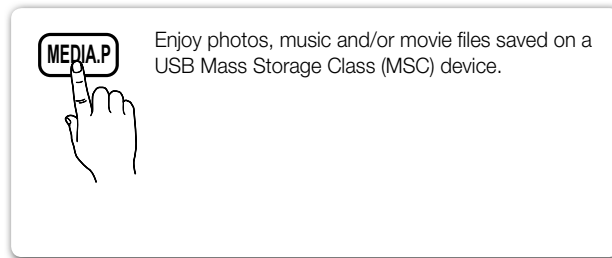 MEDIA.P
Enjoy photos, music and/or movie files saved on a
USB Mass Storage Class (MSC) device.